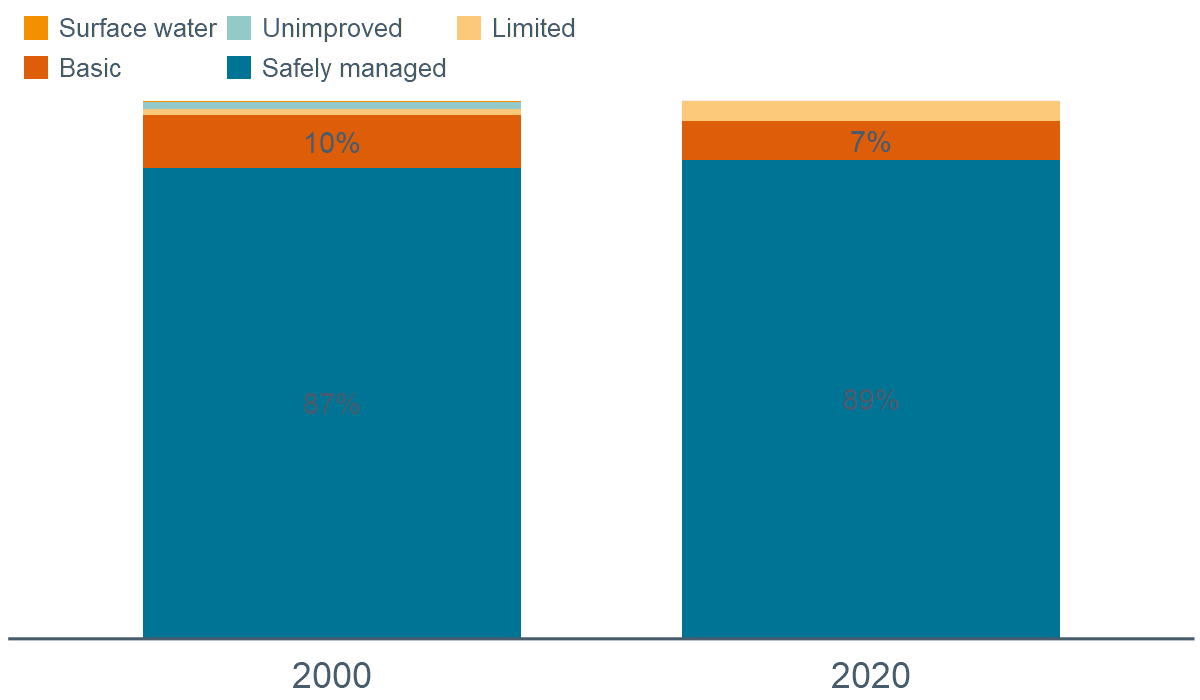 Surface water Unimproved Limited
Basic Safely managed
10% 7%
87% 89%
2000 2020